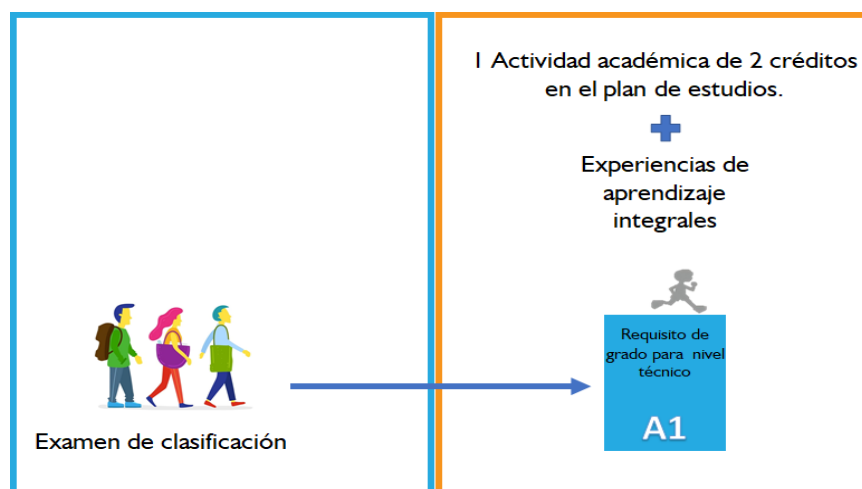 1 Actividad académica de 2 créditos
en el plan de estudios.
Experiencias de
aprendizaje
integrales
Requisito de
grado para nivel
técnico
A1
Examen de clasificación